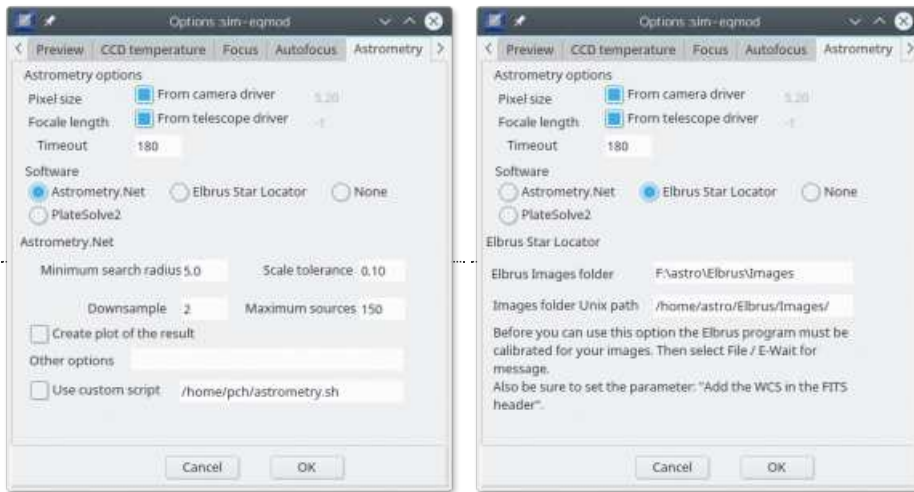 Options :sim-eqmod
Preview CCD temperature Focus Autofocus Astrometry
Astrometry options
Pixel size From camera driver 5.20
Focale length From telescope driver -1
Timeout 180
Software
Astrometry.Net Elbrus Star Locator None
PlateSolve2
Astrometry.Net
Minimum search radius 5.0 Scale tolerance 0.10
Downsample 2 Maximum sources 150
Create plot of the result
Other options
Use custom script /home/pch/astrometry.sh
Cancel OK
Options :sim-eqmod
Preview CCD temperature Focus Autofocus Astrometry
Astrometry options
Pixel size From camera driver 5.20
Focale length From telescope driver -1
Timeout 180
Software
Astrometry.Net Elbrus Star Locator None
PlateSolve2
Elbrus Star Locator
Elbrus Images folder F:\astro\Elbrus\Images
Images folder Unix path /home/astro/Elbrus/Images/
Before you can use this option the Elbrus program must be
calibrated for your images. Then select File / E-Wait for
message.
Also be sure to set the parameter: "Add the WCS in the FITS
header".
Cancel OK